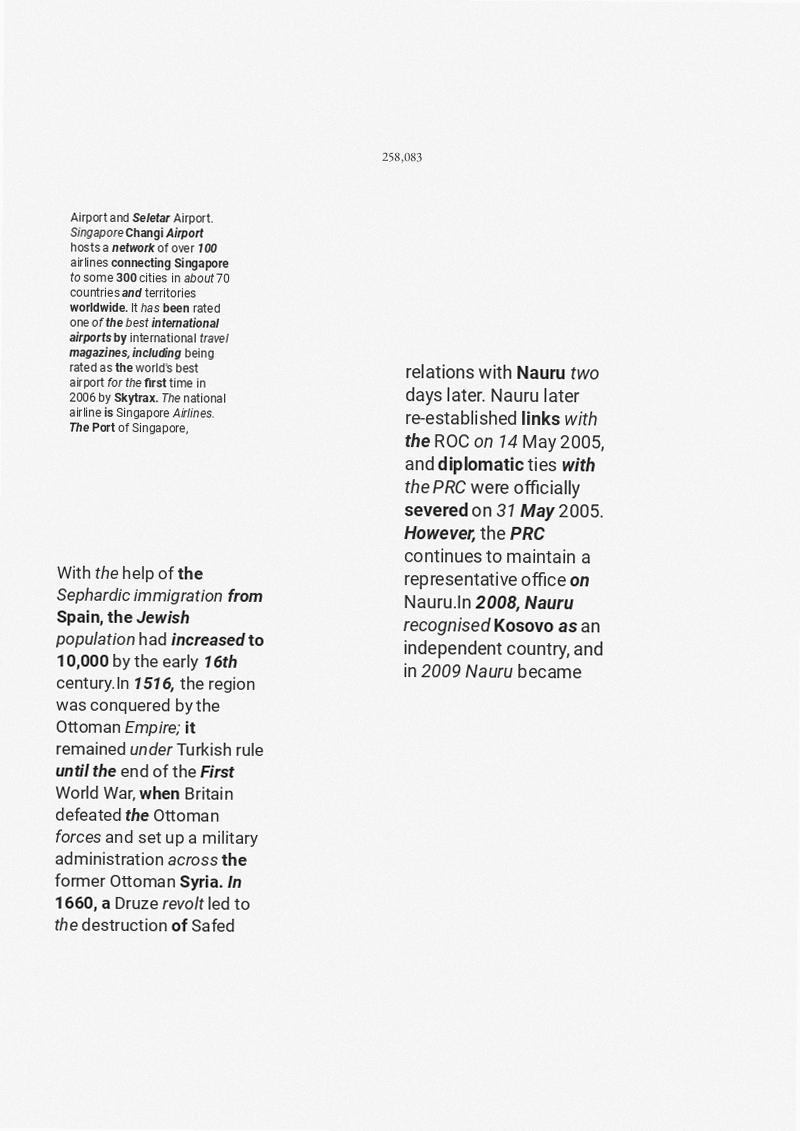 258,083
Airport and Seletar Airport.
Singapore Changi Airport
hosts a network of over 100
airlines connecting Singapore
to some 300 cities in about 70
countries and territories
worldwide. It has been rated
one of the best international
airports by international travel
magazines, including being
rated as the world's best
airport for the first time in
2006 by Skytrax. The national
airline is Singapore Airlines.
The Port of Singapore,
relations with Nauru two
days later. Nauru later
re-established links with
the ROC on 14 May 2005,
and diplomatic ties with
the PRC were officially
severed on 31 May 2005.
However, the PRC
continues to maintain a
representative office on
Nauru.In 2008, Nauru
recognised Kosovo as an
independent country, and
in 2009 Nauru became
With the help of the
Sephardic immigration from
Spain, the Jewish
population had increased to
10,000 by the early 16th
century.In 1516, the region
was conquered by the
Ottoman Empire; it
remained under Turkish rule
until the end of the First
World War, when Britain
defeated the Ottoman
forces and set up a military
administration across the
former Ottoman Syria. In
1660, a Druze revolt led to
the destruction of Safed